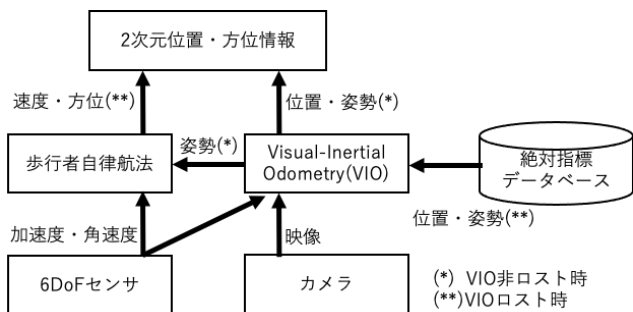 2次元位置・方位情報
速度・方位(**)
位置・姿勢(*)
歩行者自律航法
姿勢(*)
Visual-Inertial
Odometry(VIO)
絶対指標
データベース
位置・姿勢(**)
加速度・角速度
映像
6DoFセンサ
カメラ
(*) VIO非ロスト時
(**)VIOロスト時